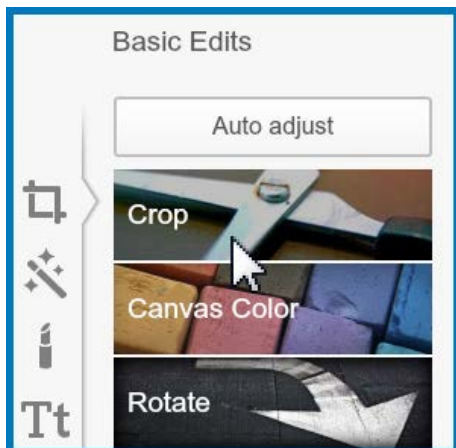 Basic Edits
Auto adjust
Crop
Canvas Color
Rotate
Tt